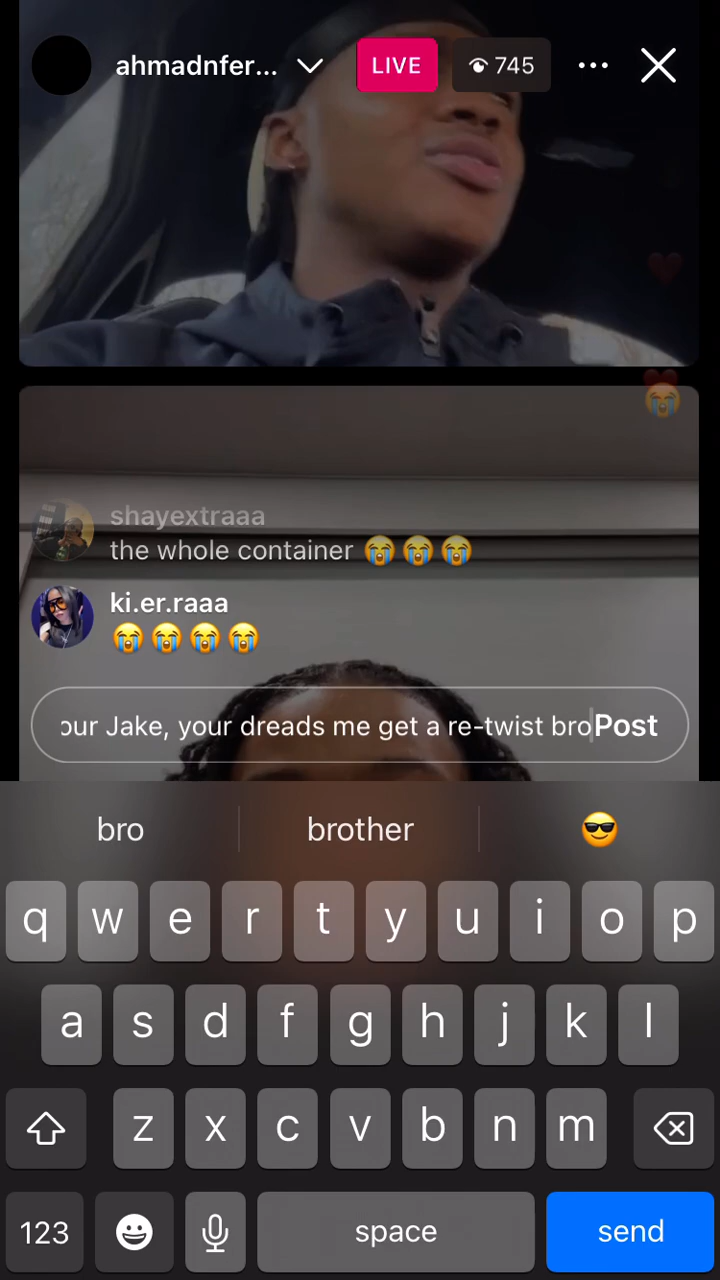 ahmadnfer...
LIVE
745
shayextraaa
the whole container 😭😭😭
ki.er.raaa
😭😭😭😭
our Jake, your dreads me get a re-twist bro
Post
bro
brother
😎
q w e r t y u i o p
a s d f g h j k l
z x c v b n m
123
space
send